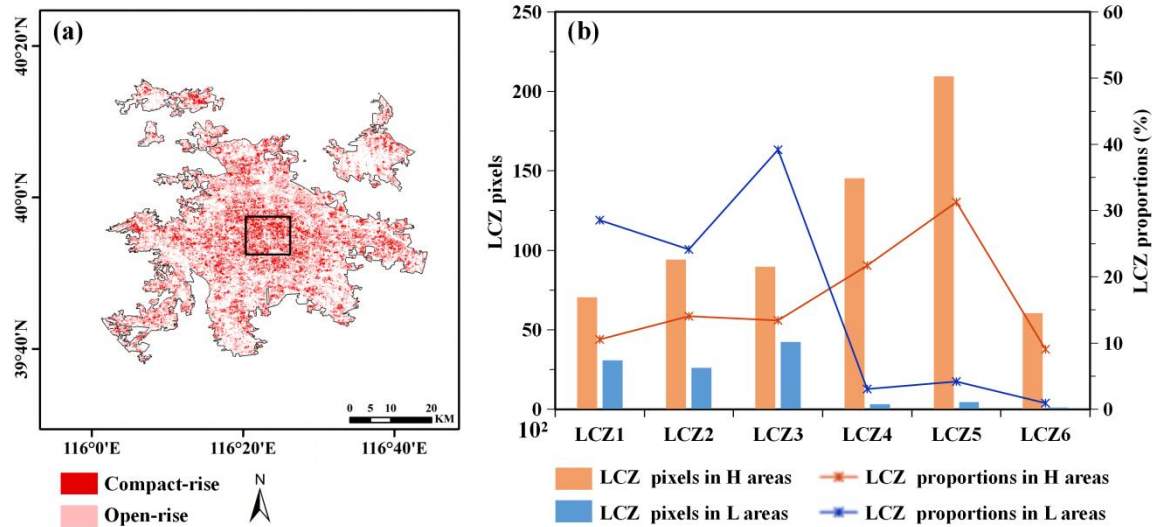 (a)
40°20'N
40°0'N
39°40'N
116°0'E 116°20'E 116°40'E
0 5 10 20
KM
Compact-rise
Open-rise
N
(b)
LCZ pixels
250
200
150
100
50
0
10²
LCZ1 LCZ2 LCZ3 LCZ4 LCZ5 LCZ6
60
50
40
30
20
10
0
LCZ proportions (%)
LCZ pixels in H areas
LCZ proportions in H areas
LCZ pixels in L areas
LCZ proportions in L areas